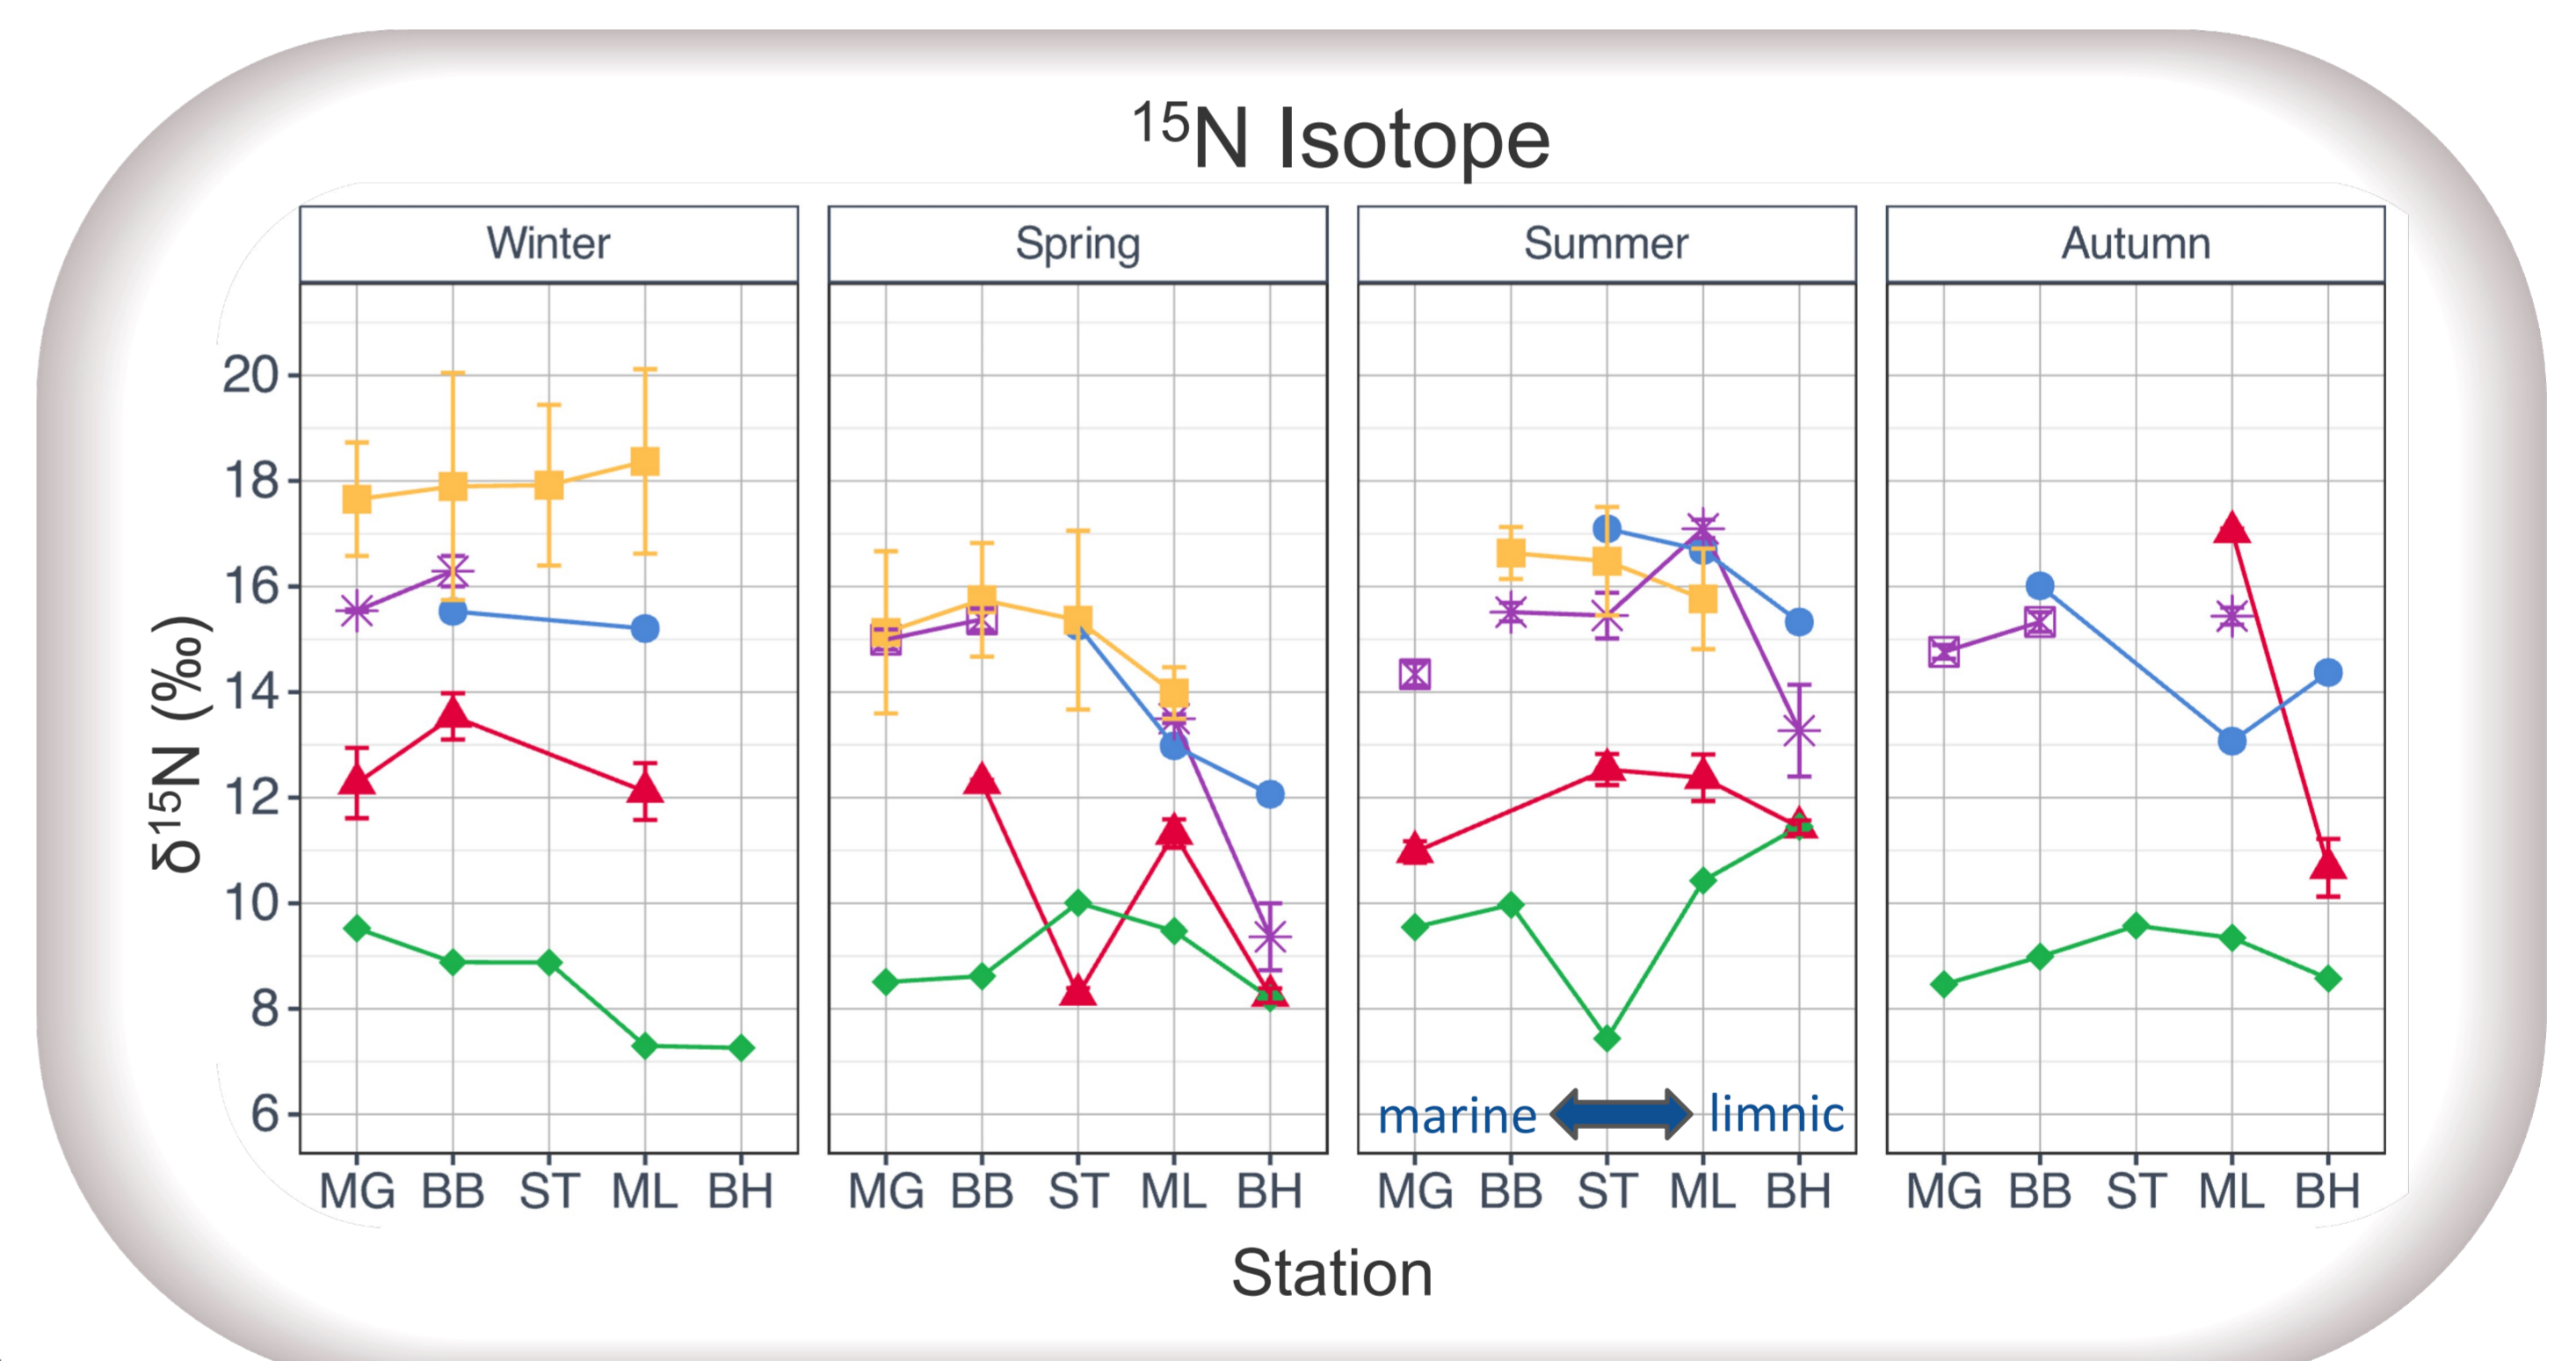 ¹⁵N Isotope
Winter Spring Summer Autumn
δ¹⁵N (‰)
20
18
16
14
12
10
8
6
marine limnic
MG BB ST ML BH MG BB ST ML BH MG BB ST ML BH MG BB ST ML BH
Station